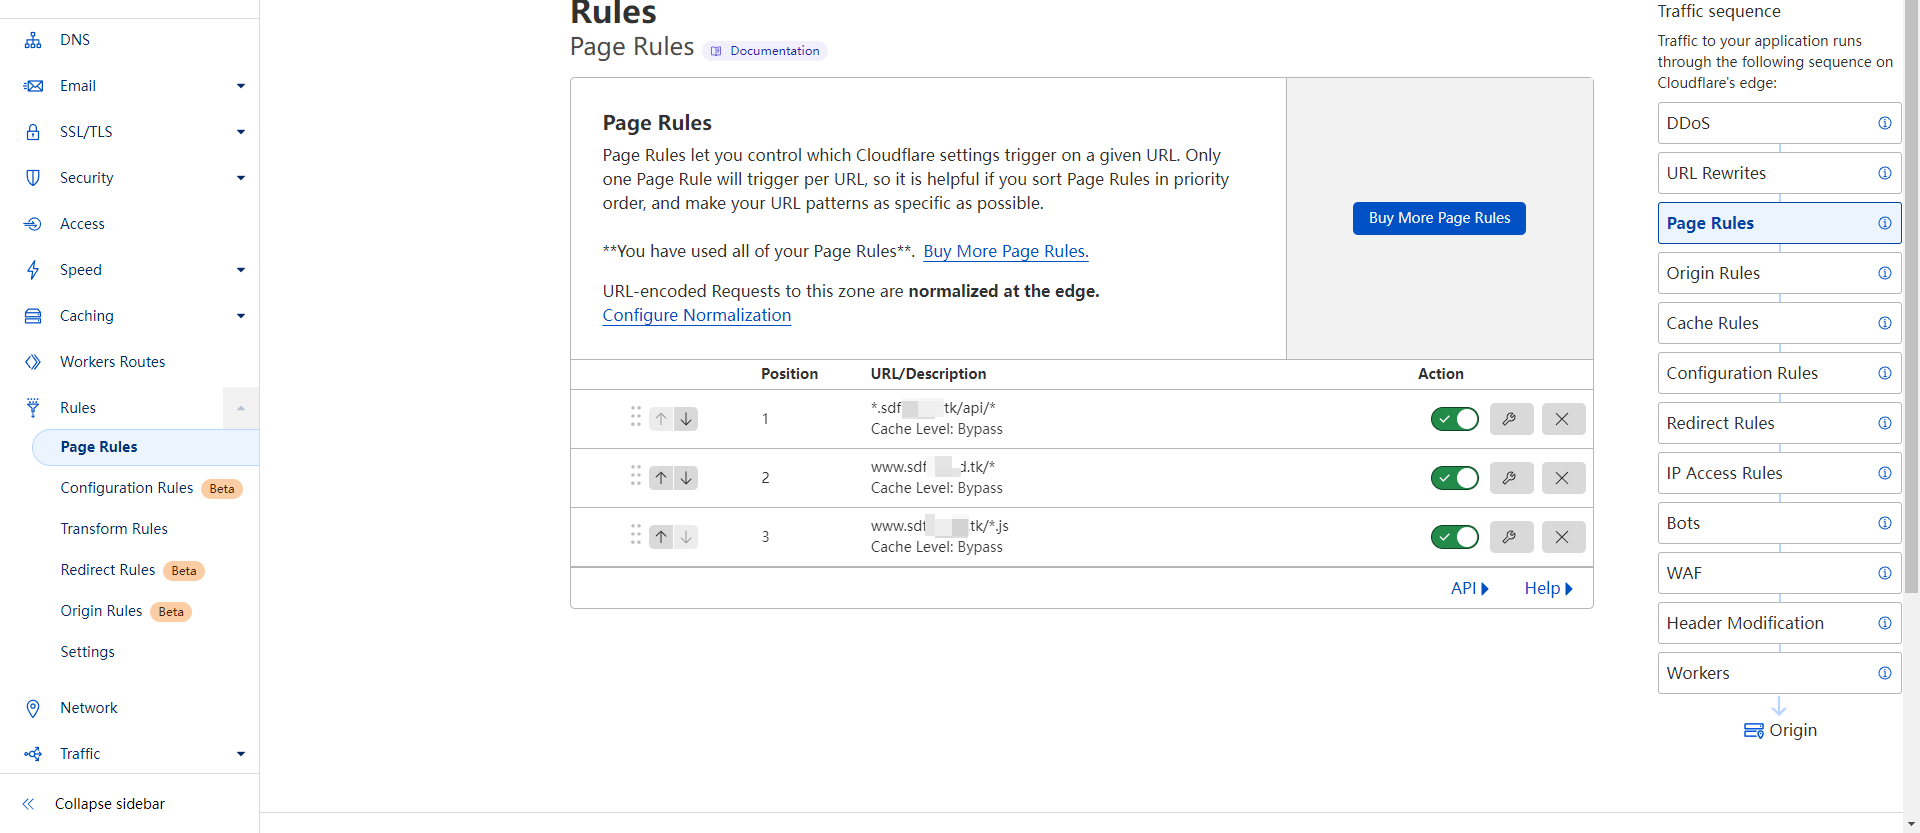 DNS
Email
SSL/TLS
Security
Access
Speed
Caching
Workers Routes
Rules
Page Rules
Configuration Rules Beta
Transform Rules
Redirect Rules Beta
Origin Rules Beta
Settings
Network
Traffic
Collapse sidebar
Rules
Page Rules Documentation
Page Rules
Page Rules let you control which Cloudflare settings trigger on a given URL. Only
one Page Rule will trigger per URL, so it is helpful if you sort Page Rules in priority
order, and make your URL patterns as specific as possible.
**You have used all of your Page Rules**. Buy More Page Rules.
URL-encoded Requests to this zone are normalized at the edge.
Configure Normalization
Buy More Page Rules
Position URL/Description Action
1 *.sdf tk/api/*
Cache Level: Bypass
2 www.sdf d.tk/*
Cache Level: Bypass
3 www.sdf .tk/*.js
Cache Level: Bypass
API Help
Traffic sequence
Traffic to your application runs
through the following sequence on
Cloudflare's edge:
DDoS
URL Rewrites
Page Rules
Origin Rules
Cache Rules
Configuration Rules
Redirect Rules
IP Access Rules
Bots
WAF
Header Modification
Workers
Origin